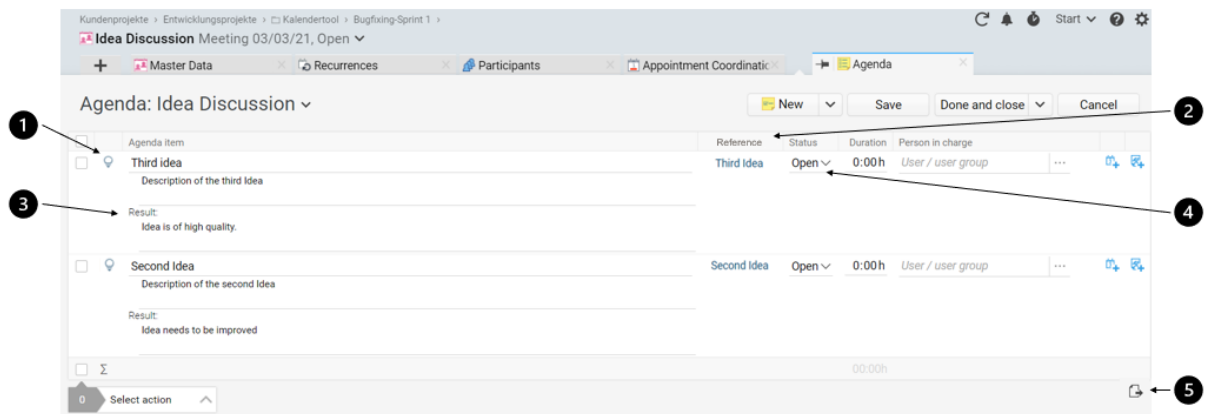 Kundenprojekte > Entwicklungsprojekte > Kalendertool > Bugfixing-Sprint 1 >
Start
Idea Discussion Meeting 03/03/21, Open
Master Data Recurrences Participants Appointment Coordinatic Agenda
Agenda: Idea Discussion
New Save Done and close Cancel
1
2
Agenda item Reference Status Duration Person in charge
Third idea Third Idea Open 0:00 h User / user group ...
Description of the third Idea
3
4
Result:
Idea is of high quality.
Second Idea Second Idea Open 0:00 h User / user group ...
Description of the second Idea
Result:
Idea needs to be improved
Σ 00:00h
0 Select action
5